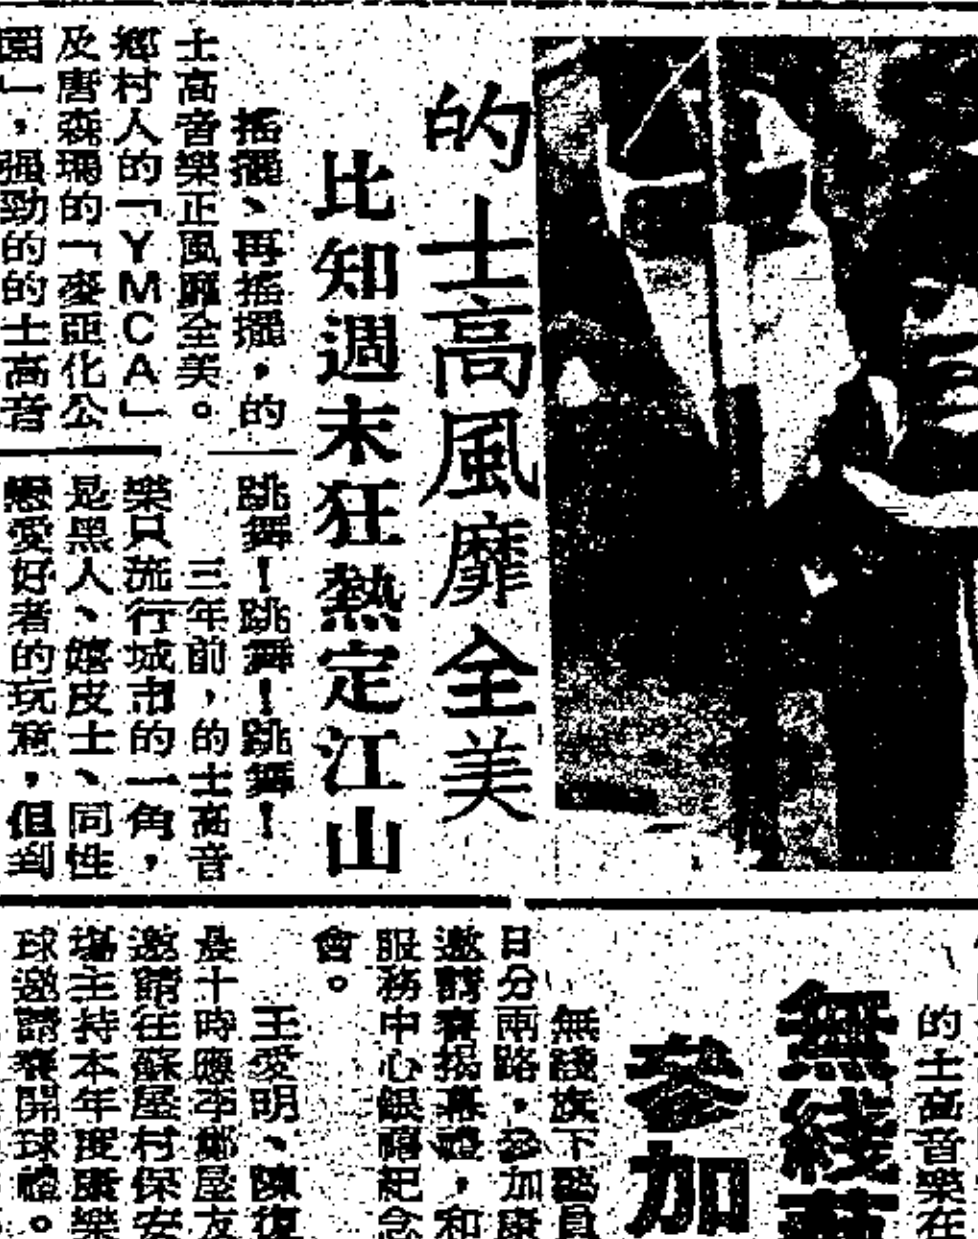 的士高風靡全美
比知週末狂熱定江山
搖擺、再搖擺，的
士高音樂正風靡全美。
鄉村人的「YMCA」
及唐森瑪的「麥亞化公
園」，強勁的的士高音
跳舞！跳舞！跳舞！
三年前，的士高音
樂只流行城市的一角，
是黑人、嬉皮士、同性
戀愛好者的玩意，但到
的士高音樂在
無綫藝
參加
無綫旗下藝員
日分兩路，參加康
邀請賽揭幕禮，和
服務中心銀禧紀念
會。
王愛明、陳復
晨十時應李鄭屋友
邀請往蘇屋村保安
場主持本年度康樂
球邀請賽開球禮。